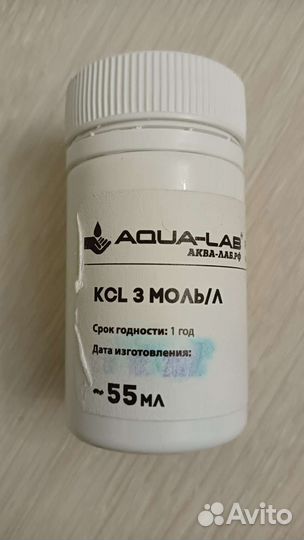 AQUA-LAB®
АКВА-ЛАБ.РФ
KCL 3 МОЛЬ/Л
Срок годности: 1 год
Дата изготовления:
~ 55 МЛ
Avito